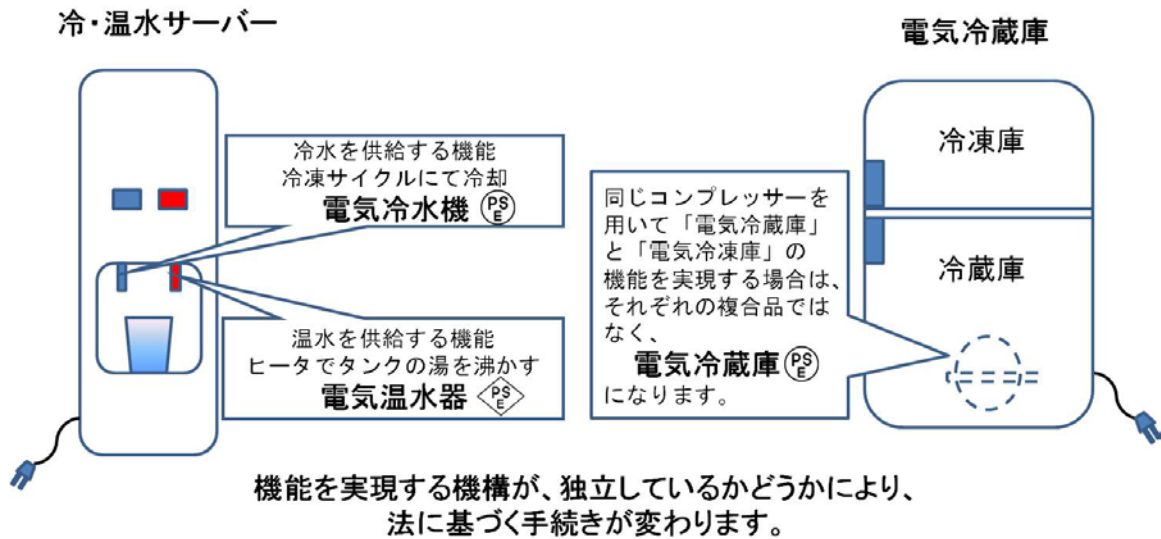 冷・温水サーバー
冷水を供給する機能
冷凍サイクルにて冷却
電気冷水機 PS E
温水を供給する機能
ヒータでタンクの湯を沸かす
電気温水器 PS E
電気冷蔵庫
冷凍庫
冷蔵庫
同じコンプレッサーを
用いて「電気冷蔵庫」
と「電気冷凍庫」の
機能を実現する場合は、
それぞれの複合品では
なく、
電気冷蔵庫 PS E
になります。
機能を実現する機構が、独立しているかどうかにより、
法に基づく手続きが変わります。